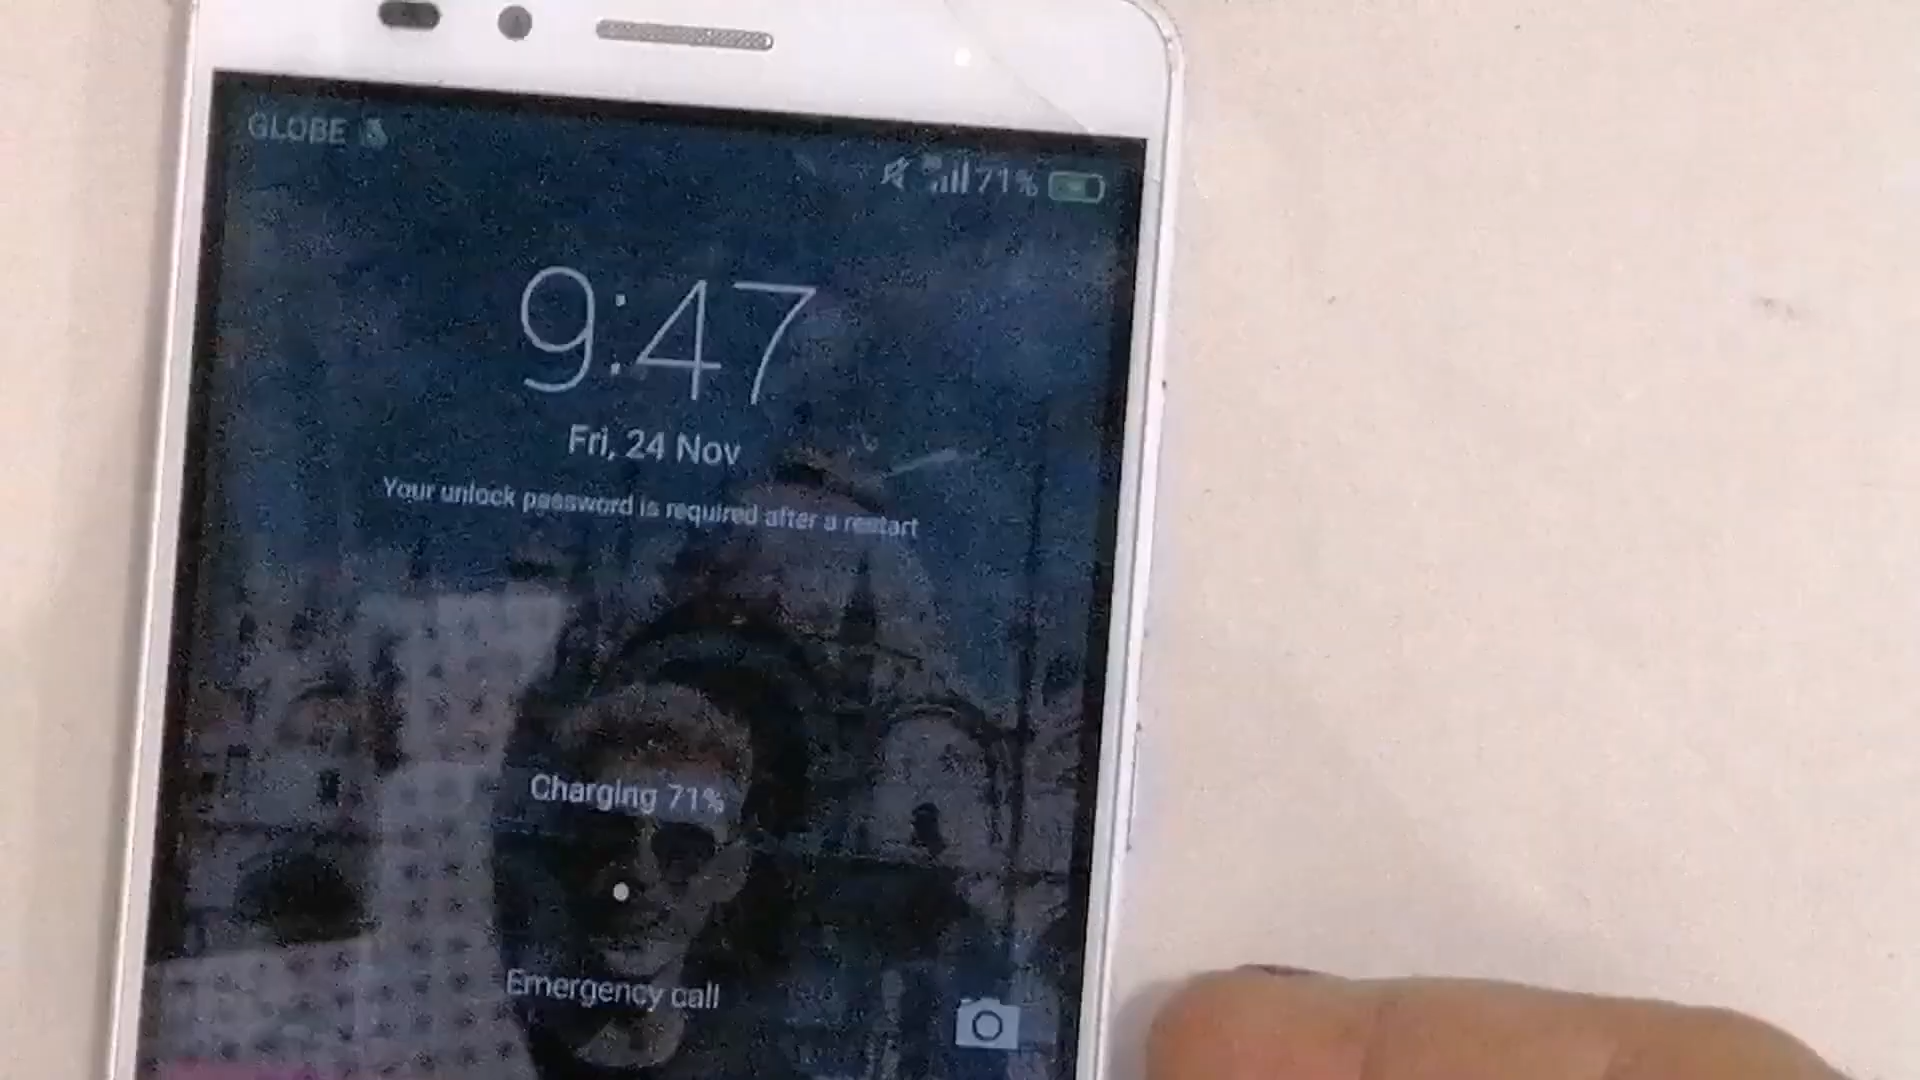 GLOBE
71%
9:47
Fri, 24 Nov
Your unlock password is required after a restart
Charging 71%
Emergency call